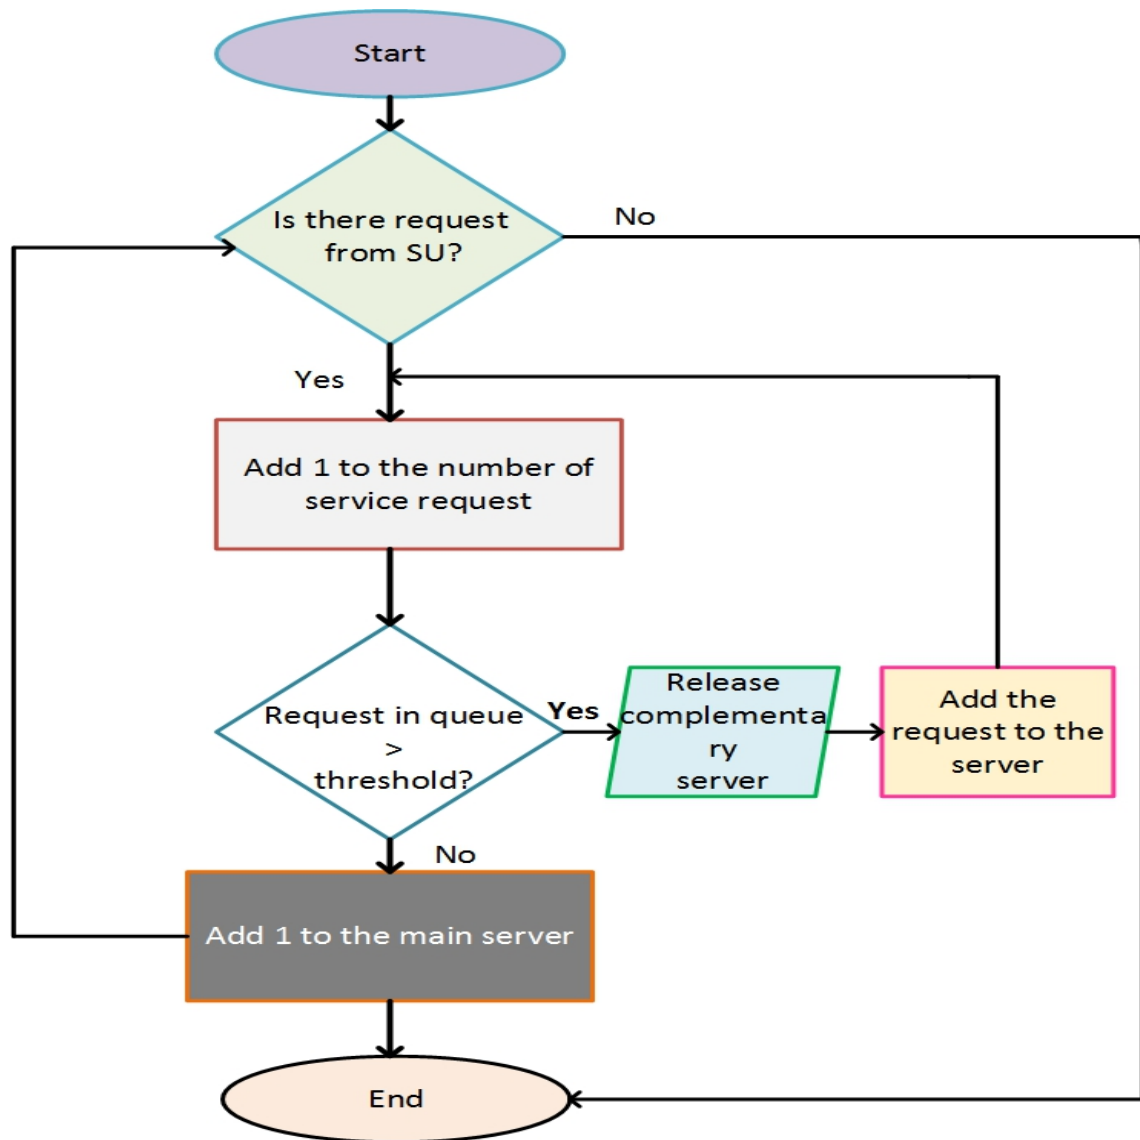 Start
Is there request
from SU?
No
Yes
Add 1 to the number of
service request
Request in queue
>
threshold?
Yes
Release
complementa
ry
server
Add the
request to the
server
No
Add 1 to the main server
End